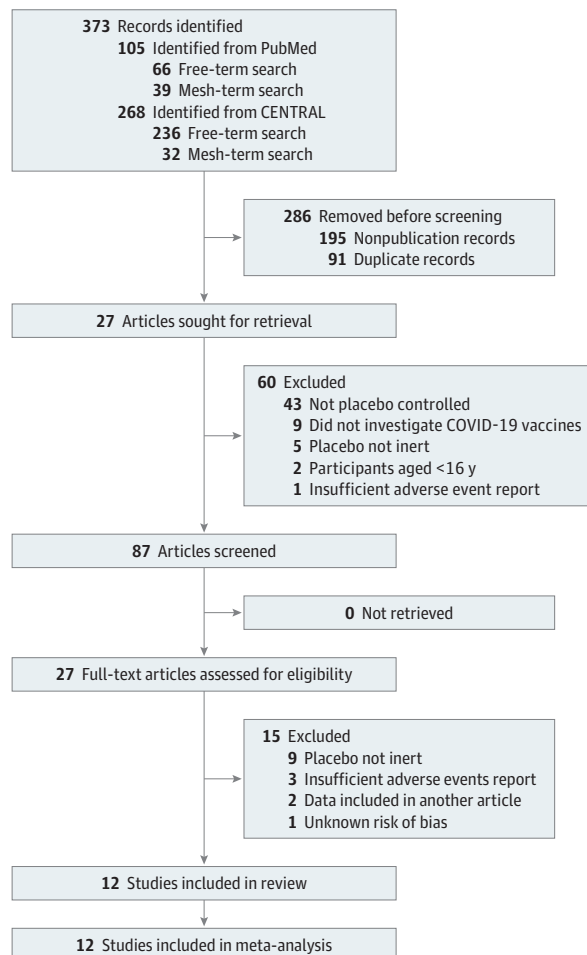 373 Records identified
105 Identified from PubMed
66 Free-term search
39 Mesh-term search
268 Identified from CENTRAL
236 Free-term search
32 Mesh-term search
286 Removed before screening
195 Nonpublication records
91 Duplicate records
27 Articles sought for retrieval
60 Excluded
43 Not placebo controlled
9 Did not investigate COVID-19 vaccines
5 Placebo not inert
2 Participants aged <16 y
1 Insufficient adverse event report
87 Articles screened
0 Not retrieved
27 Full-text articles assessed for eligibility
15 Excluded
9 Placebo not inert
3 Insufficient adverse events report
2 Data included in another article
1 Unknown risk of bias
12 Studies included in review
12 Studies included in meta-analysis